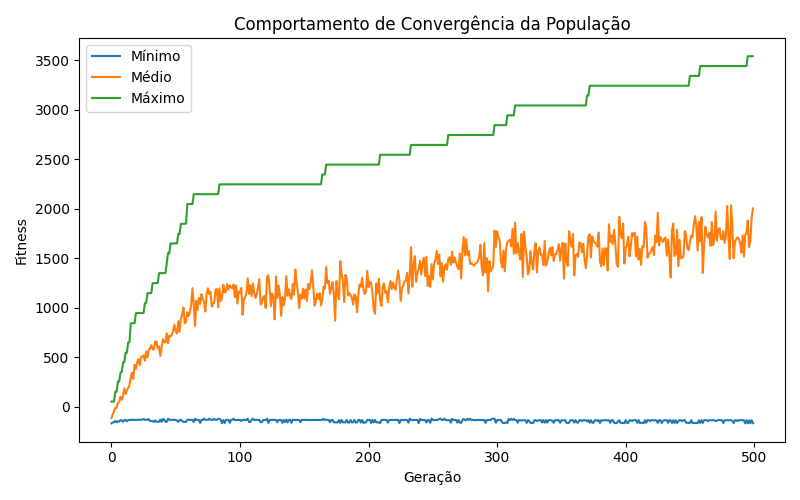 Comportamento de Convergência da População
Mínimo
Médio
Máximo
3500
3000
2500
2000
1500
1000
500
0
Fitness
0 100 200 300 400 500
Geração